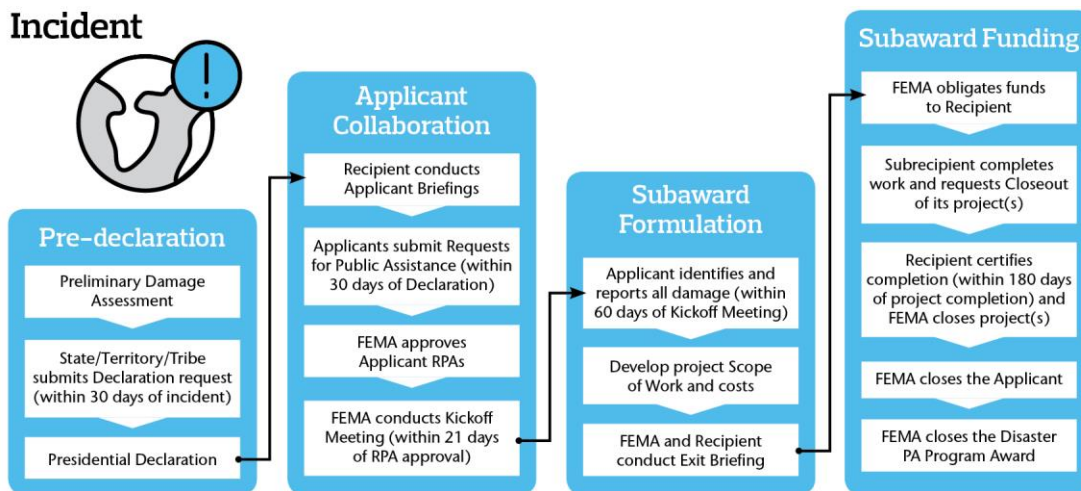 Incident
!
Pre-declaration
Preliminary Damage
Assessment
State/Territory/Tribe
submits Declaration request
(within 30 days of incident)
Presidential Declaration
Applicant
Collaboration
Recipient conducts
Applicant Briefings
Applicants submit Requests
for Public Assistance (within
30 days of Declaration)
FEMA approves
Applicant RPAs
FEMA conducts Kickoff
Meeting (within 21 days
of RPA approval)
Subaward
Formulation
Applicant identifies and
reports all damage (within
60 days of Kickoff Meeting)
Develop project Scope
of Work and costs
FEMA and Recipient
conduct Exit Briefing
Subaward Funding
FEMA obligates funds
to Recipient
Subrecipient completes
work and requests Closeout
of its project(s)
Recipient certifies
completion (within 180 days
of project completion) and
FEMA closes project(s)
FEMA closes the Applicant
FEMA closes the Disaster
PA Program Award